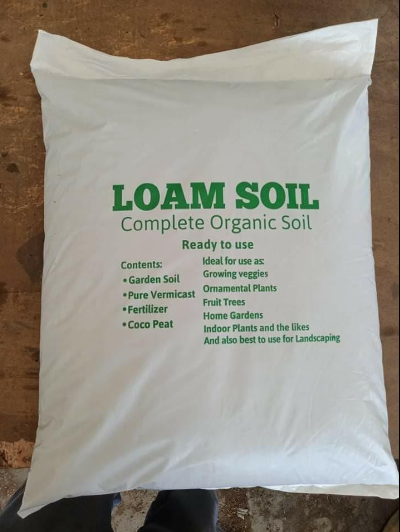 LOAM SOIL
Complete Organic Soil
Ready to use
Contents:
• Garden Soil
• Pure Vermicast
• Fertilizer
• Coco Peat
Ideal for use as:
Growing veggies
Ornamental Plants
Fruit Trees
Home Gardens
Indoor Plants and the likes
And also best to use for Landscaping